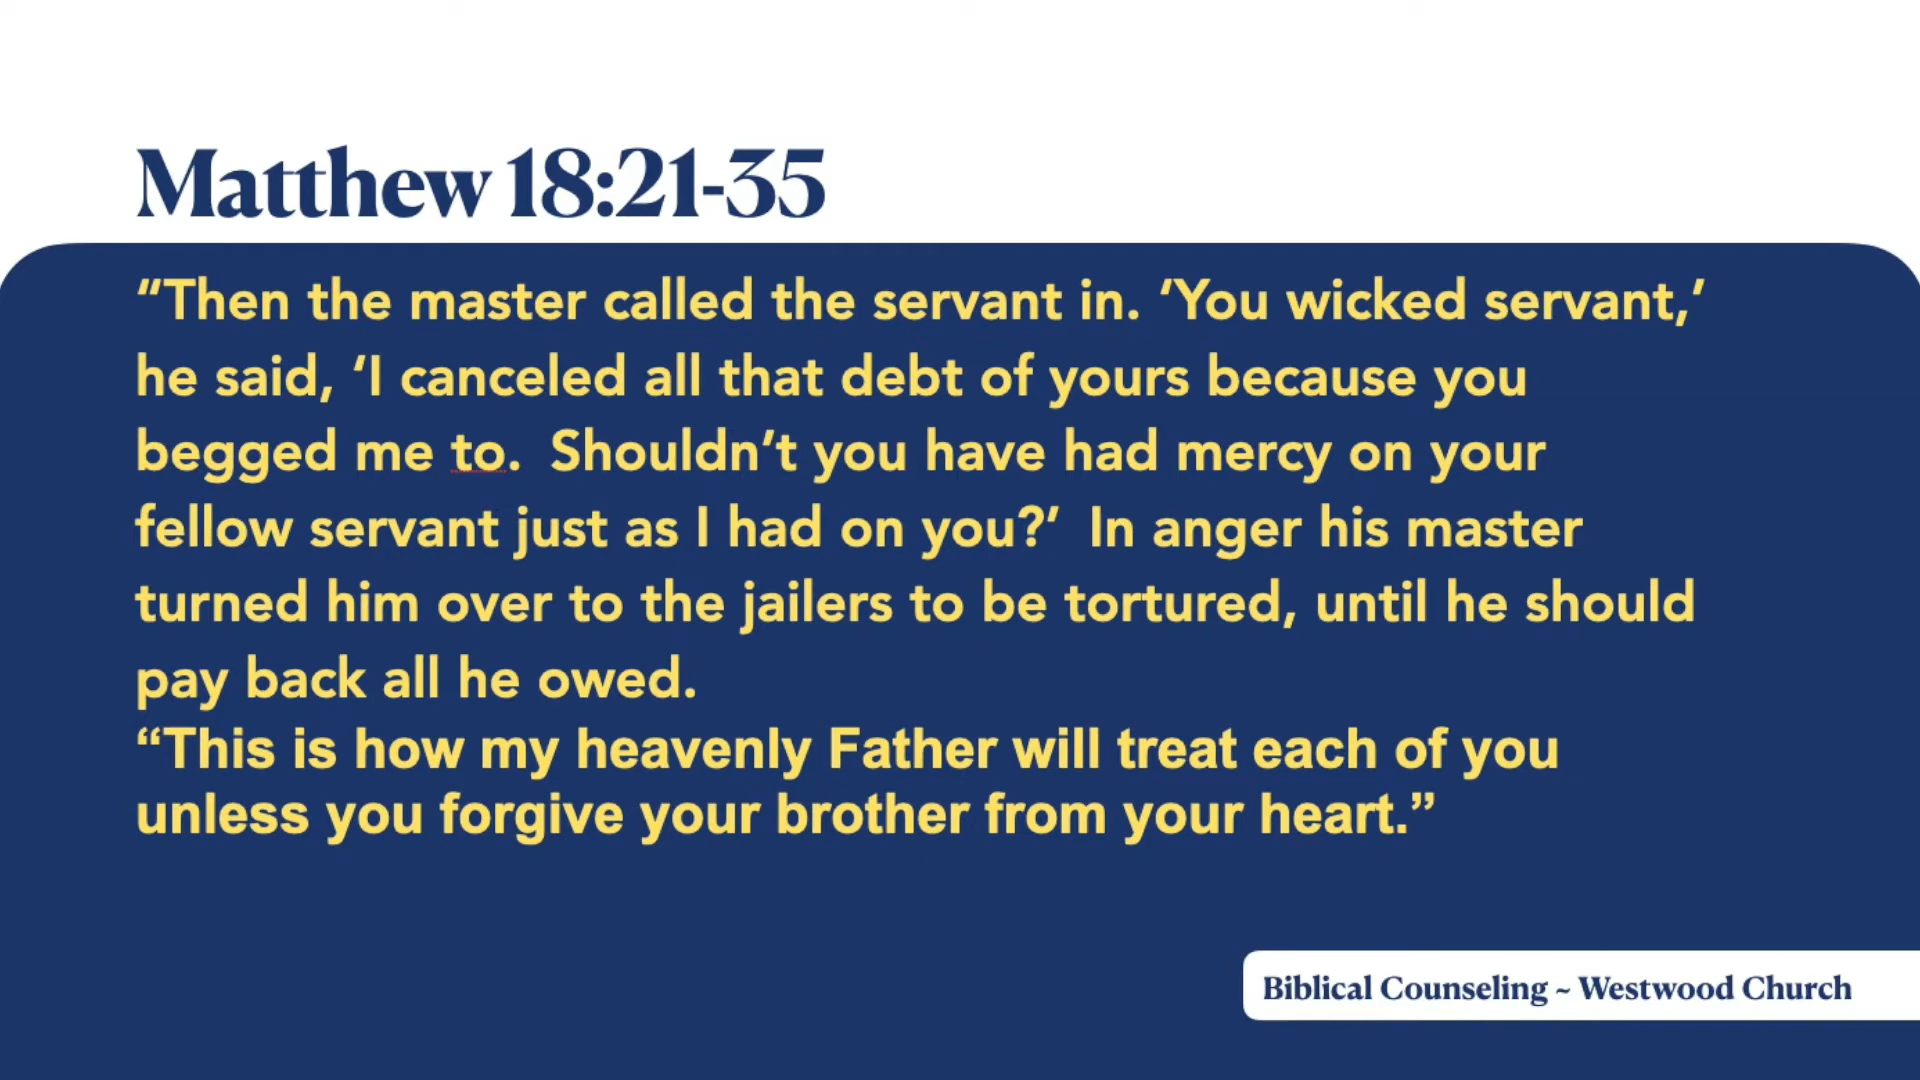 Matthew 18:21-35
“Then the master called the servant in. ‘You wicked servant,’
he said, ‘I canceled all that debt of yours because you
begged me to.  Shouldn’t you have had mercy on your
fellow servant just as I had on you?’  In anger his master
turned him over to the jailers to be tortured, until he should
pay back all he owed.
“This is how my heavenly Father will treat each of you
unless you forgive your brother from your heart.”
Biblical Counseling ~ Westwood Church